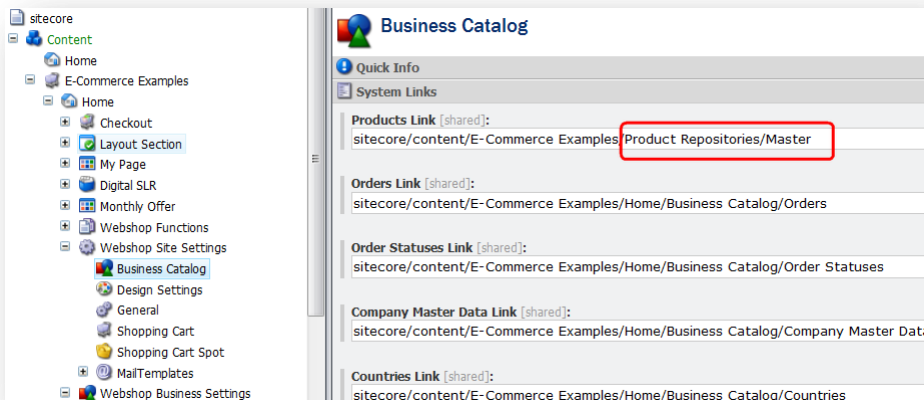 sitecore
Content
Home
E-Commerce Examples
Home
Checkout
Layout Section
My Page
Digital SLR
Monthly Offer
Webshop Functions
Webshop Site Settings
Business Catalog
Design Settings
General
Shopping Cart
Shopping Cart Spot
MailTemplates
Webshop Business Settings
Business Catalog
Quick Info
System Links
Products Link [shared]:
sitecore/content/E-Commerce Examples/Product Repositories/Master
Orders Link [shared]:
sitecore/content/E-Commerce Examples/Home/Business Catalog/Orders
Order Statuses Link [shared]:
sitecore/content/E-Commerce Examples/Home/Business Catalog/Order Statuses
Company Master Data Link [shared]:
sitecore/content/E-Commerce Examples/Home/Business Catalog/Company Master Data
Countries Link [shared]:
sitecore/content/E-Commerce Examples/Home/Business Catalog/Countries